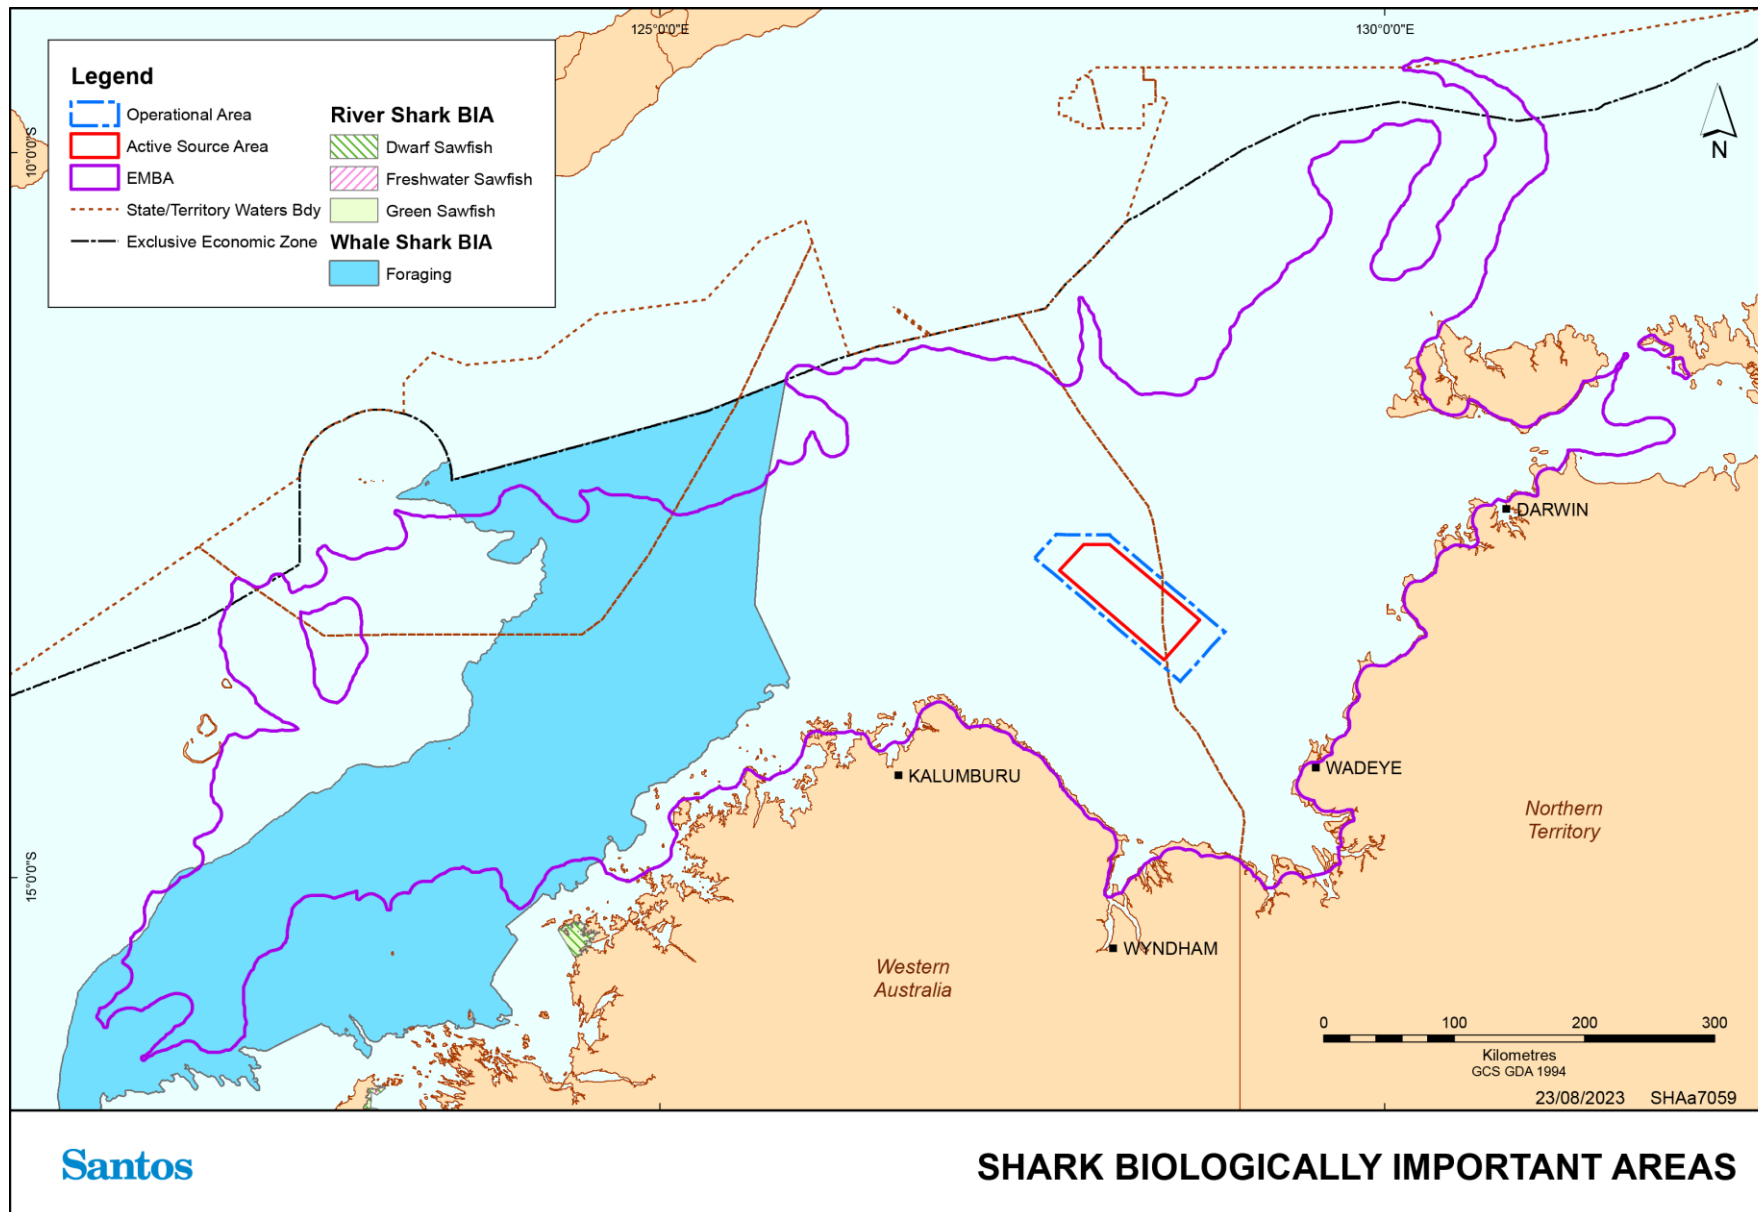 125°0'0"E
130°0'0"E
10°0'0"S
15°0'0"S
Legend
Operational Area
Active Source Area
EMBA
State/Territory Waters Bdy
Exclusive Economic Zone
River Shark BIA
Dwarf Sawfish
Freshwater Sawfish
Green Sawfish
Whale Shark BIA
Foraging
N
DARWIN
WADEYE
KALUMBURU
WYNDHAM
Northern
Territory
Western
Australia
0 100 200 300
Kilometres
GCS GDA 1994
23/08/2023 SHAa7059
Santos
SHARK BIOLOGICALLY IMPORTANT AREAS